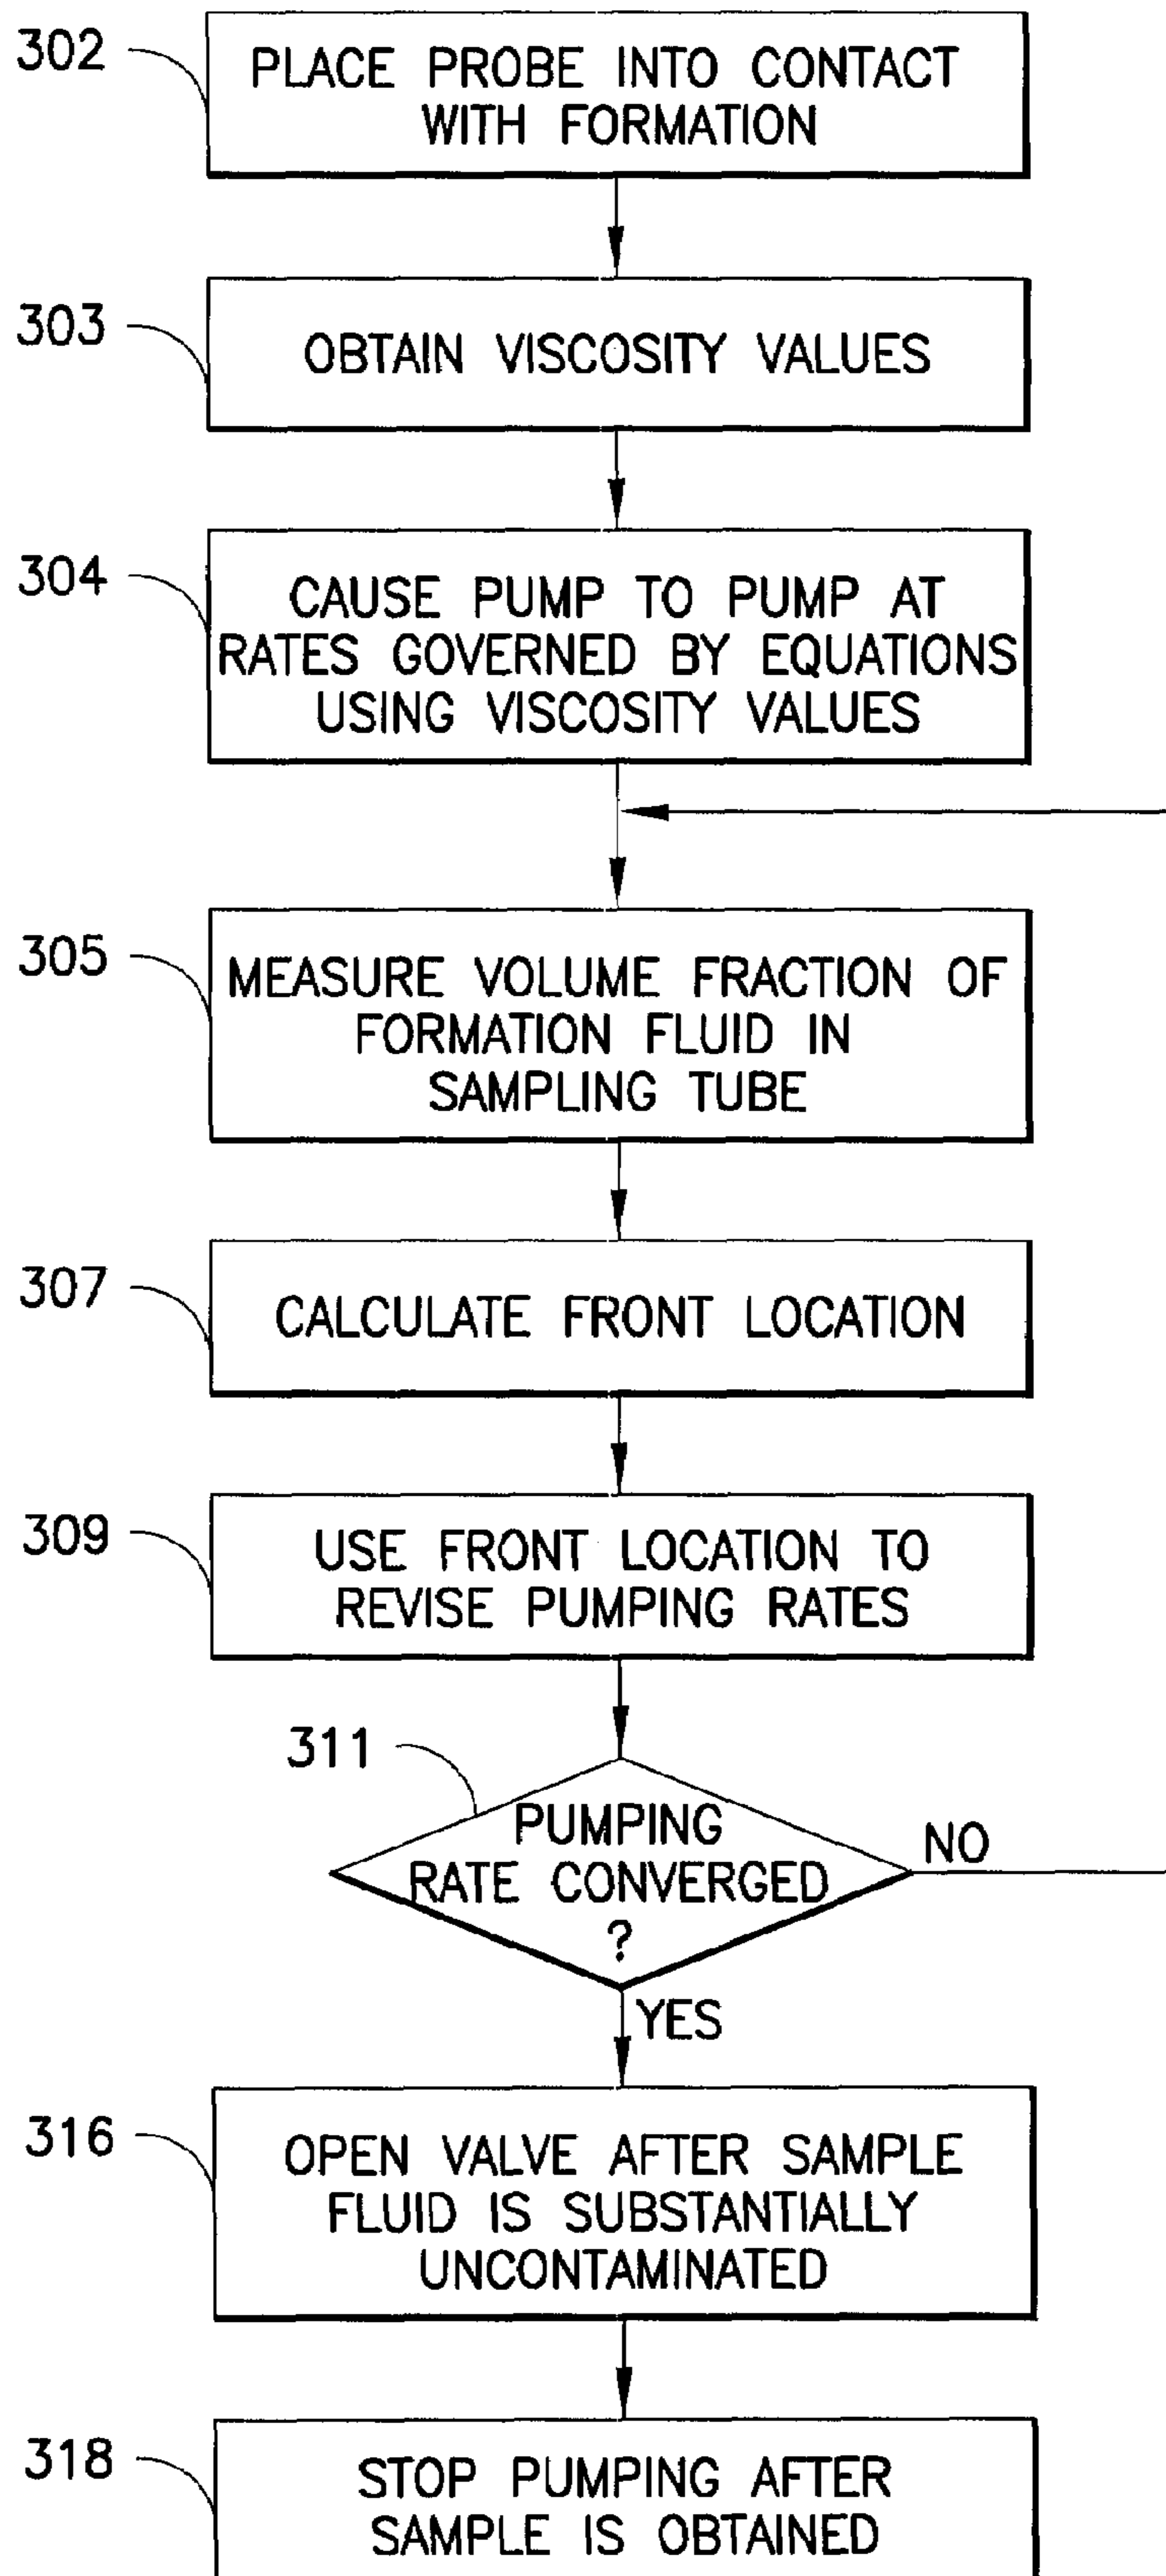 302
PLACE PROBE INTO CONTACT
WITH FORMATION
303
OBTAIN VISCOSITY VALUES
304
CAUSE PUMP TO PUMP AT
RATES GOVERNED BY EQUATIONS
USING VISCOSITY VALUES
305
MEASURE VOLUME FRACTION OF
FORMATION FLUID IN
SAMPLING TUBE
307
CALCULATE FRONT LOCATION
309
USE FRONT LOCATION TO
REVISE PUMPING RATES
311
PUMPING
RATE CONVERGED
?
NO
YES
316
OPEN VALVE AFTER SAMPLE
FLUID IS SUBSTANTIALLY
UNCONTAMINATED
318
STOP PUMPING AFTER
SAMPLE IS OBTAINED